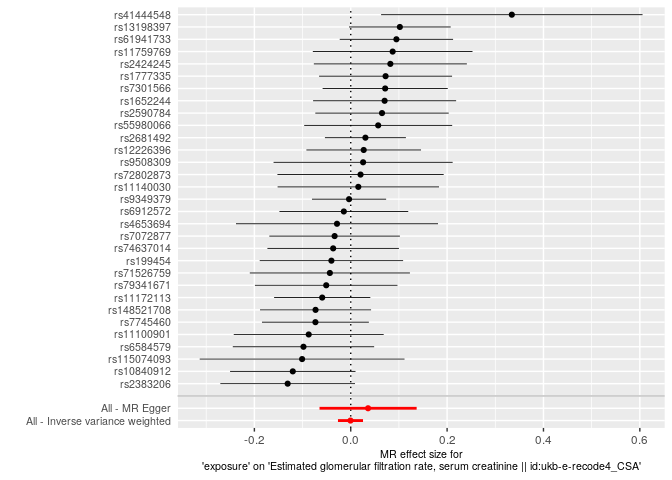 rs41444548
rs13198397
rs61941733
rs11759769
rs2424245
rs1777335
rs7301566
rs1652244
rs2590784
rs55980066
rs2681492
rs12226396
rs9508309
rs72802873
rs11140030
rs9349379
rs6912572
rs4653694
rs7072877
rs74637014
rs199454
rs71526759
rs79341671
rs11172113
rs148521708
rs7745460
rs11100901
rs6584579
rs115074093
rs10840912
rs2383206
All - MR Egger
All - Inverse variance weighted
-0.2 0.0 0.2 0.4 0.6
MR effect size for
'exposure' on 'Estimated glomerular filtration rate, serum creatinine || id:ukb-e-recode4_CSA'